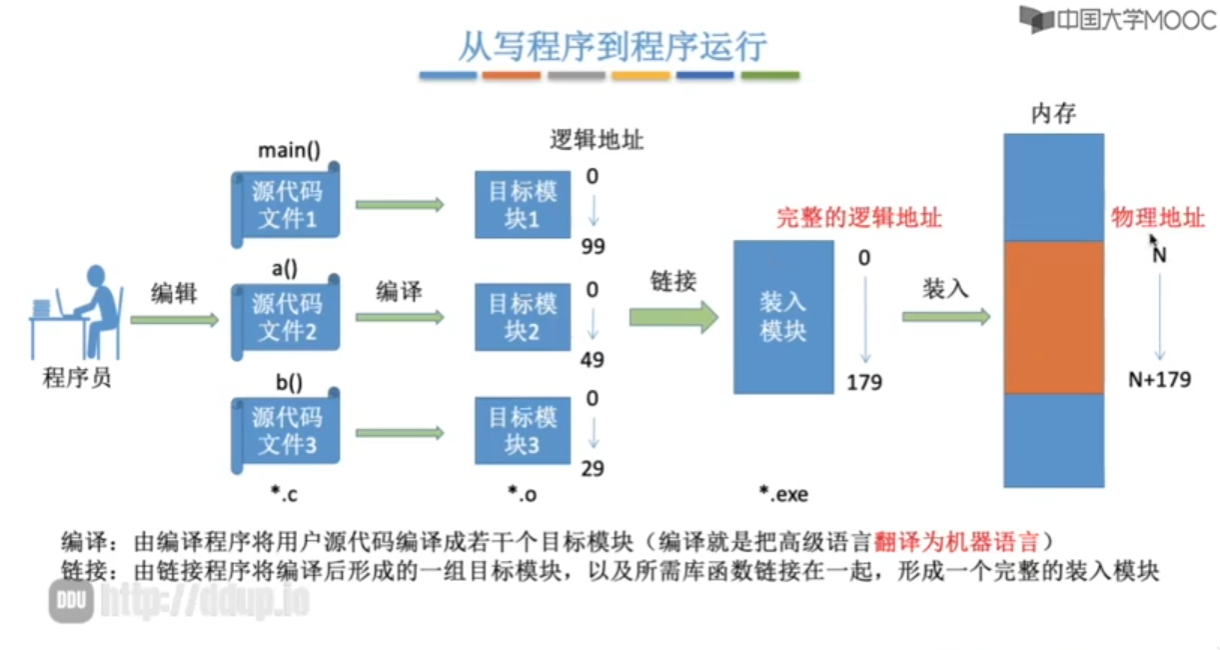 中国大学MOOC
从写程序到程序运行
内存
main()
逻辑地址
源代码
文件1
目标模
块1
0
99
a()
编辑
源代码
文件2
编译
目标模
块2
0
49
链接
程序员
b()
源代码
文件3
目标模
块3
0
29
完整的逻辑地址
装入
模块
0
179
装入
物理地址
N
N+179
*.c
*.o
*.exe
编译：由编译程序将用户源代码编译成若干个目标模块（编译就是把高级语言翻译为机器语言）
链接：由链接程序将编译后形成的一组目标模块，以及所需库函数链接在一起，形成一个完整的装入模块
DDU http://ddup.io